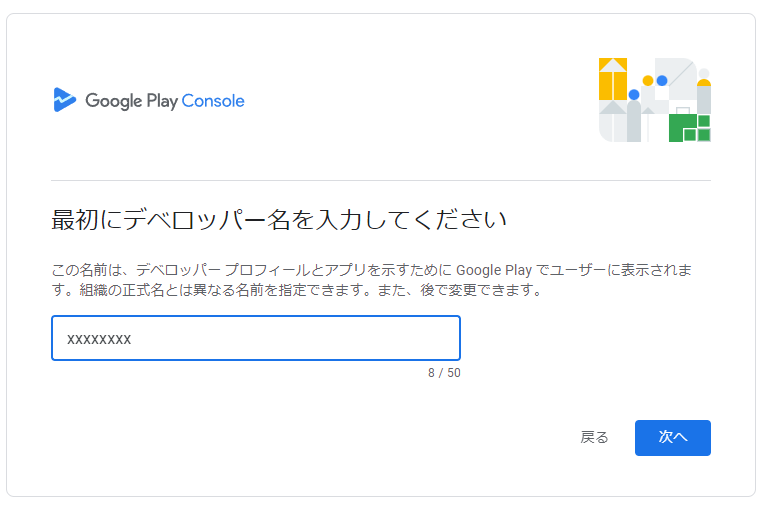 Google Play Console
最初にデベロッパー名を入力してください
この名前は、デベロッパー プロフィールとアプリを示すために Google Play でユーザーに表示されま
す。組織の正式名とは異なる名前を指定できます。また、後で変更できます。
xxxxxxxx
8 / 50
戻る 次へ